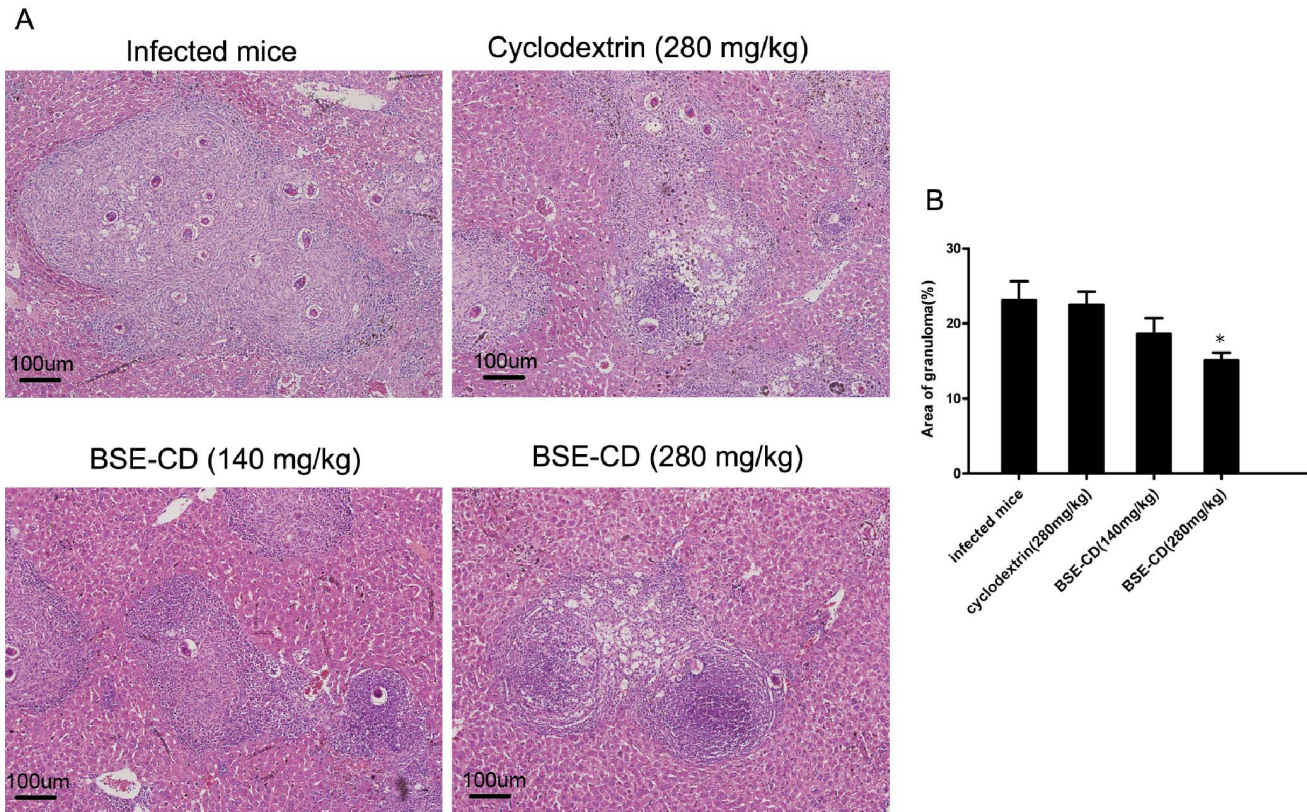 A
Infected mice
Cyclodextrin (280 mg/kg)
100um
100um
BSE-CD (140 mg/kg)
BSE-CD (280 mg/kg)
100um
100um
B
Area of granuloma(%)
30
20
10
0
*
infected mice
cyclodextrin(280mg/kg)
BSE-CD(140mg/kg)
BSE-CD(280mg/kg)